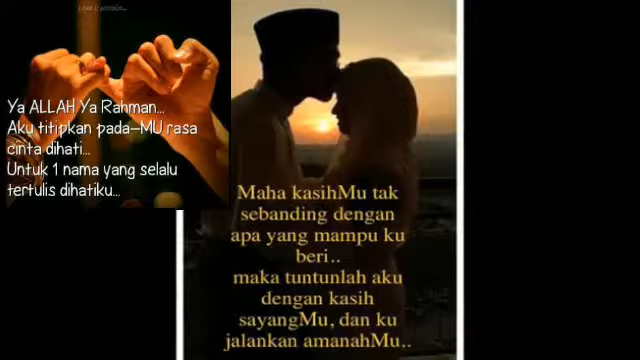 Ya ALLAH Ya Rahman...
Aku titipkan pada-MU rasa
cinta dihati...
Untuk 1 nama yang selalu
tertulis dihatiku...
Maha kasihMu tak
sebanding dengan
apa yang mampu ku
beri..
maka tuntunlah aku
dengan kasih
sayangMu, dan ku
jalankan amanahMu..